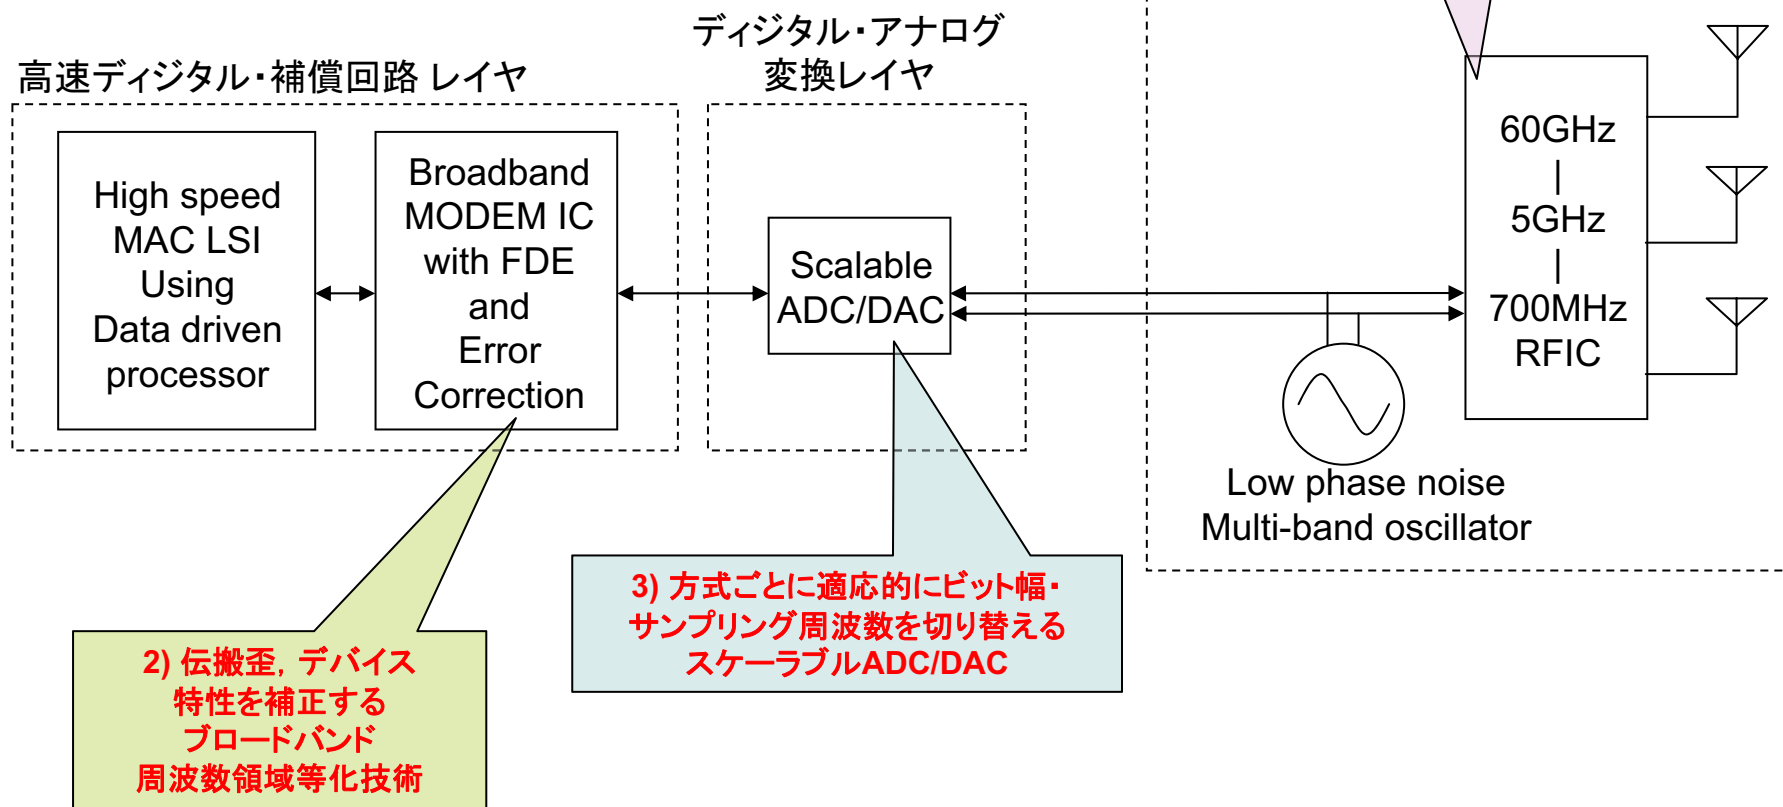 高速ディジタル・補償回路 レイヤ
ディジタル・アナログ
変換レイヤ
High speed
MAC LSI
Using
Data driven
processor
Broadband
MODEM IC
with FDE
and
Error
Correction
Scalable
ADC/DAC
60GHz
|
5GHz
|
700MHz
RFIC
Low phase noise
Multi-band oscillator
2) 伝搬歪, デバイス
特性を補正する
ブロードバンド
周波数領域等化技術
3) 方式ごとに適応的にビット幅・
サンプリング周波数を切り替える
スケーラブルADC/DAC